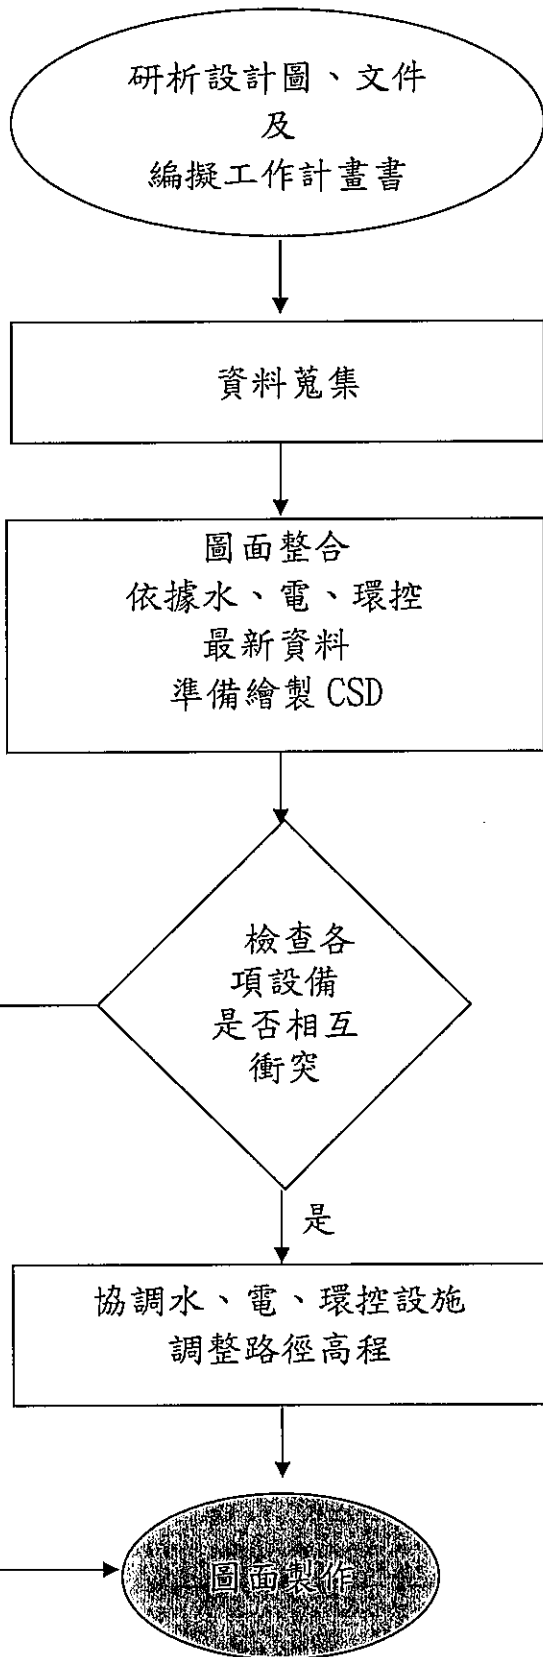 研析設計圖、文件
及
編擬工作計畫書
資料蒐集
圖面整合
依據水、電、環控
最新資料
準備繪製 CSD
檢查各
項設備
是否相互
衝突
是
協調水、電、環控設施
調整路徑高程
圖面製作